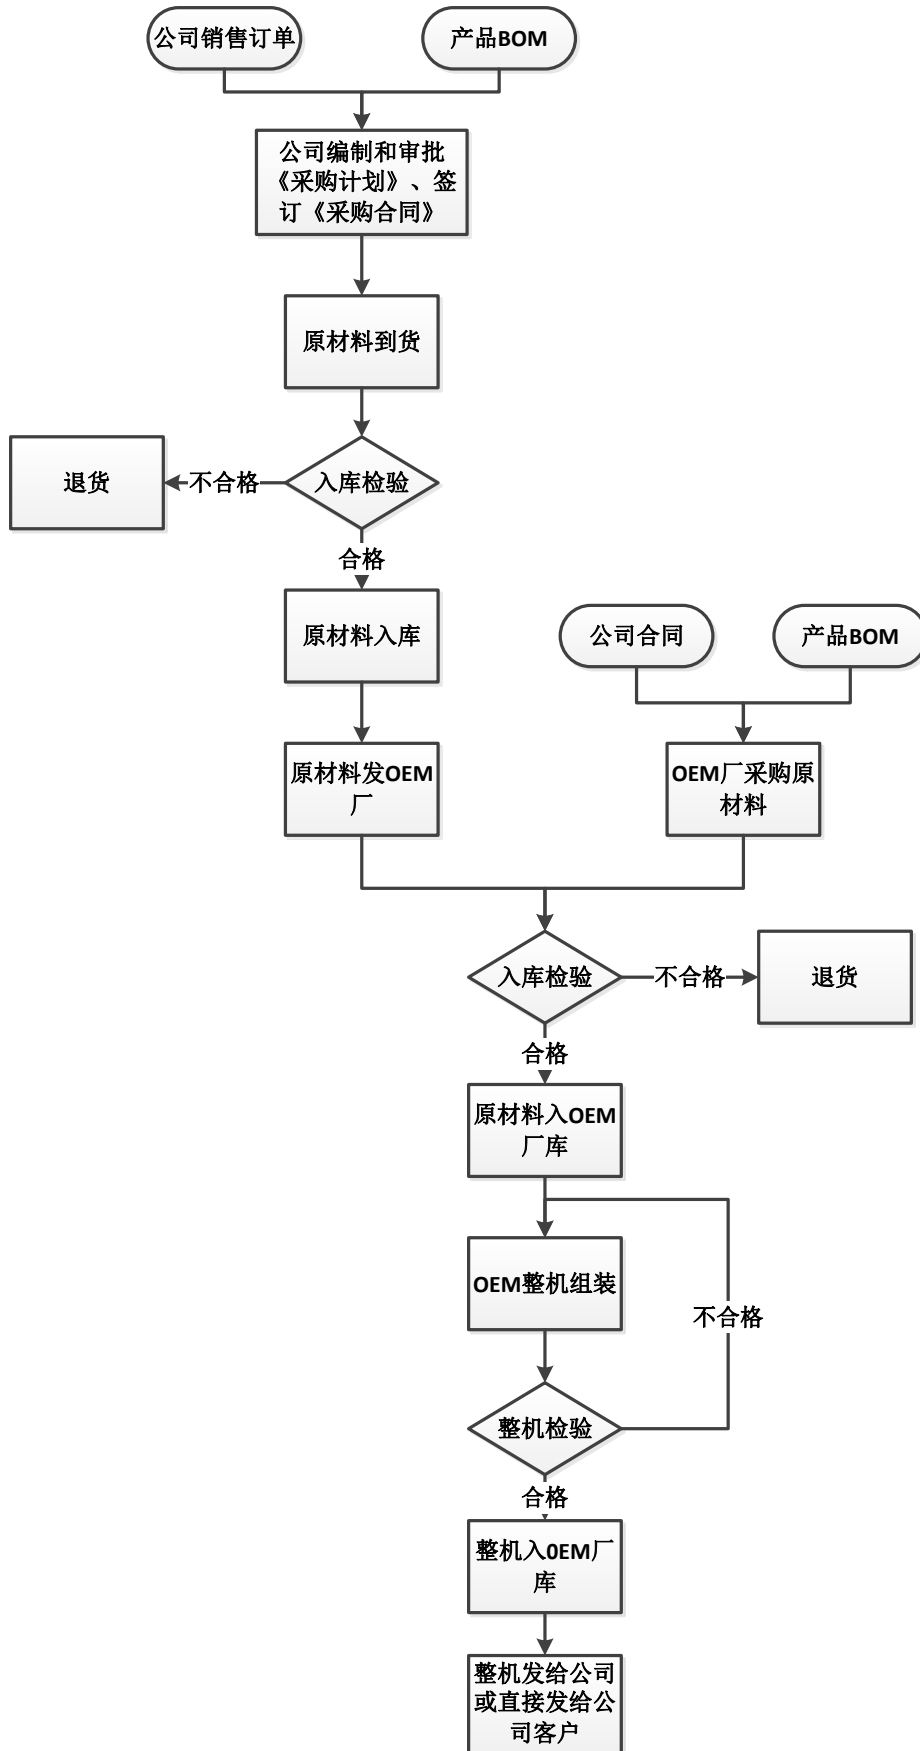 公司销售订单
产品BOM
公司编制和审批
《采购计划》、签
订《采购合同》
原材料到货
退货
不合格
入库检验
合格
原材料入库
公司合同
产品BOM
原材料发OEM
厂
OEM厂采购原
材料
入库检验
不合格
退货
合格
原材料入OEM
厂库
OEM整机组装
不合格
整机检验
合格
整机入0EM厂
库
整机发给公司
或直接发给公
司客户